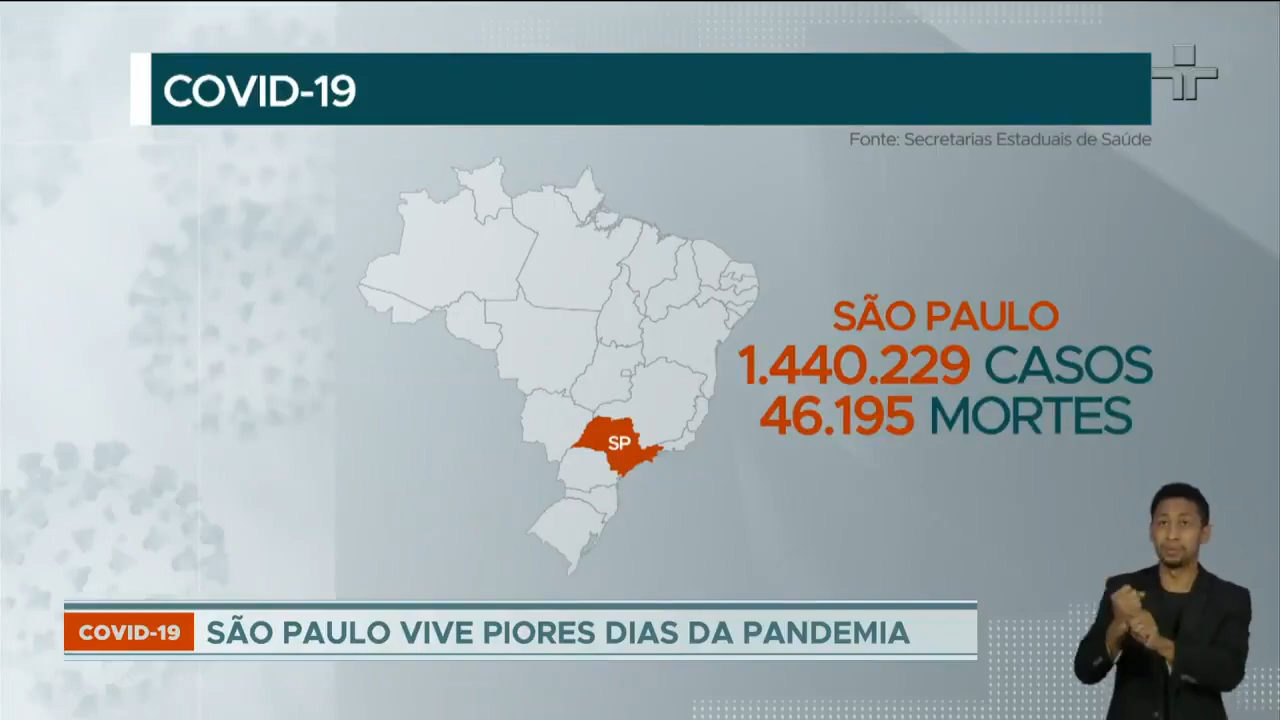 COVID-19
Fonte: Secretarias Estaduais de Saúde
SÃO PAULO
1.440.229 CASOS
46.195 MORTES
SP
COVID-19 SÃO PAULO VIVE PIORES DIAS DA PANDEMIA